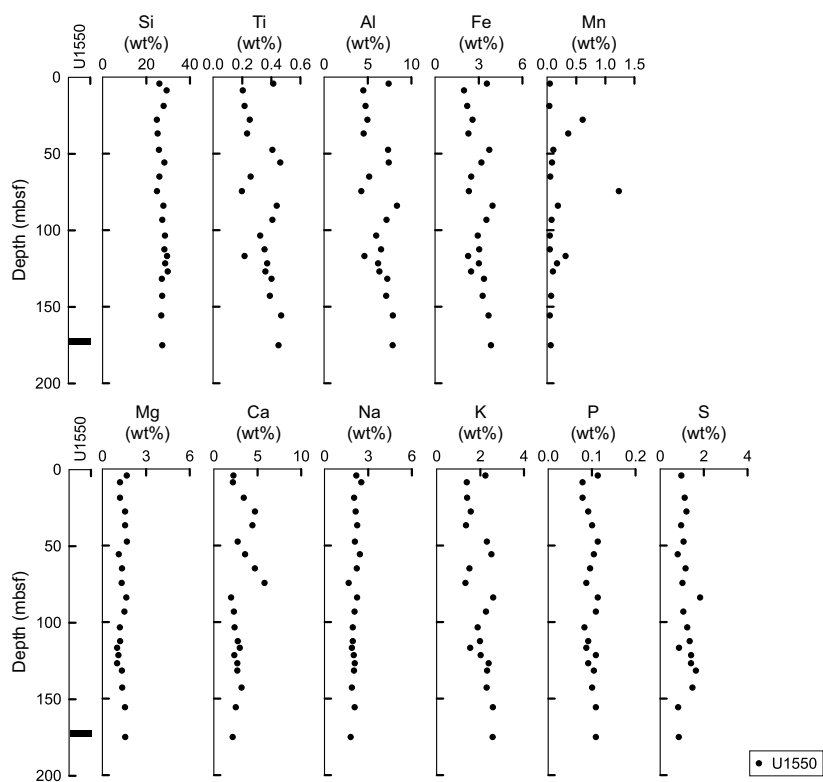 Si Ti Al Fe Mn
(wt%) (wt%) (wt%) (wt%) (wt%)
U1550
0 20 40 0.0 0.2 0.4 0.6 0 5 10 0 3 6 0.0 0.5 1.0 1.5
0
50
100
150
200
Depth (mbsf)
Mg Ca Na K P S
(wt%) (wt%) (wt%) (wt%) (wt%) (wt%)
U1550
0 3 6 0 5 10 0 3 6 0 2 4 0.0 0.1 0.2 0 2 4
0
50
100
150
200
Depth (mbsf)
U1550